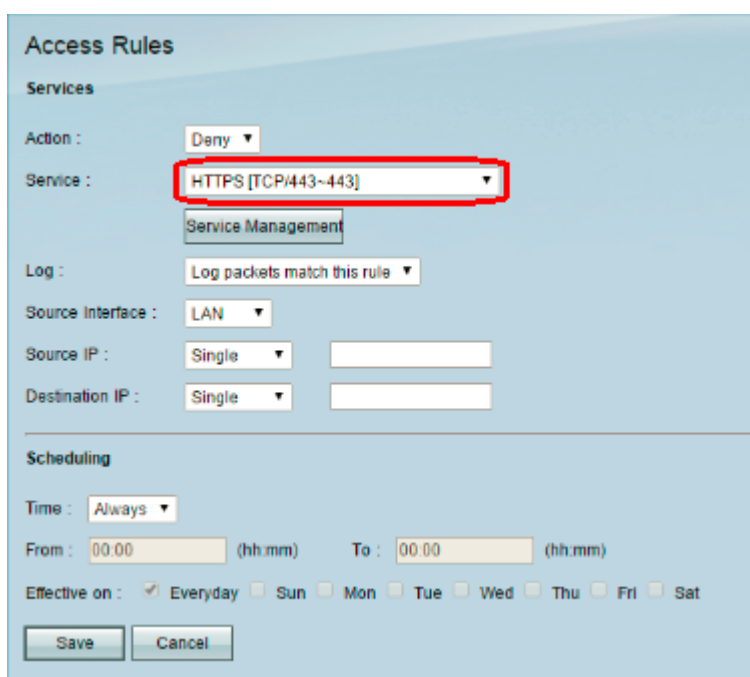 Access Rules
Services
Action : Deny
Service : HTTPS [TCP/443~443]
Service Management
Log : Log packets match this rule
Source Interface : LAN
Source IP : Single
Destination IP : Single
Scheduling
Time : Always
From : 00:00 (hh:mm) To : 00:00 (hh:mm)
Effective on : Everyday Sun Mon Tue Wed Thu Fri Sat
Save Cancel